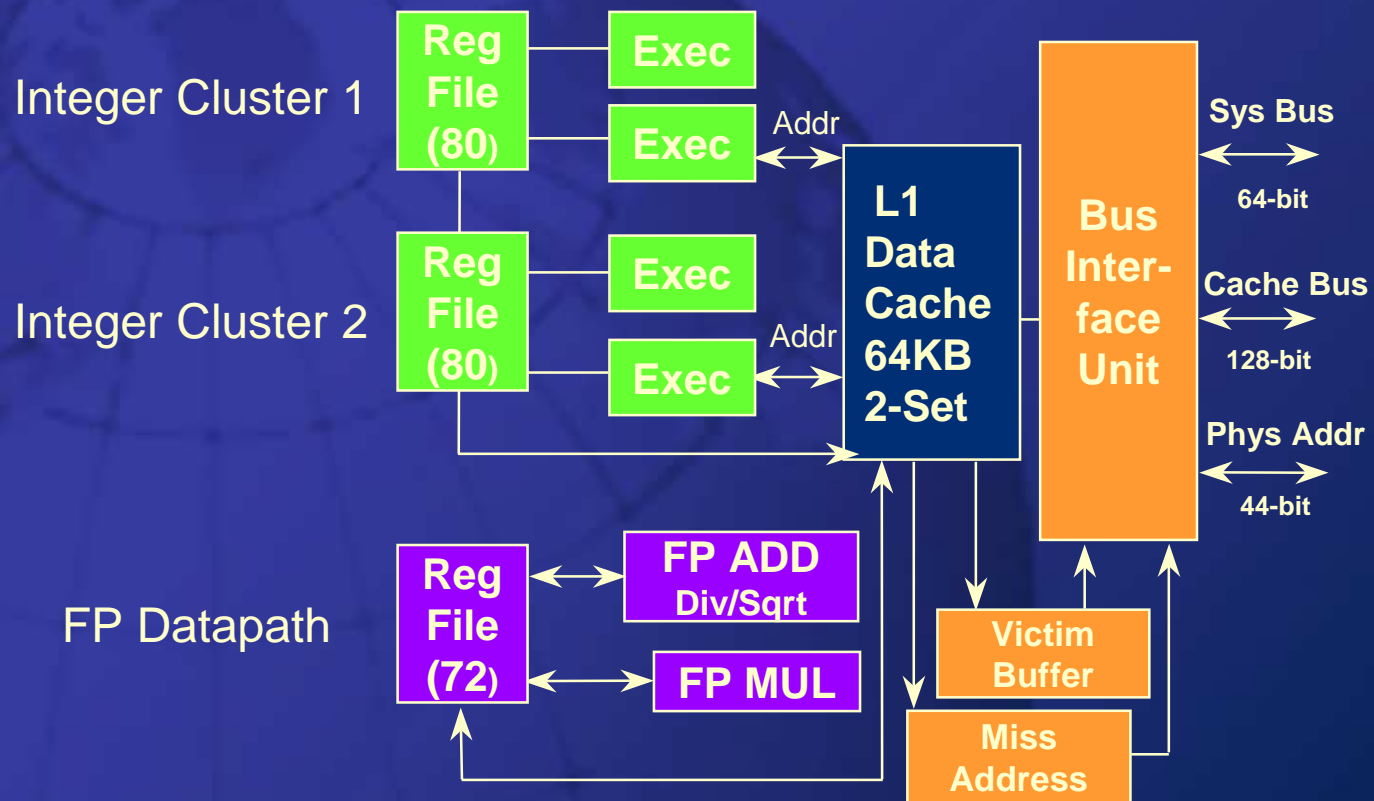 Integer Cluster 1
Reg
File
(80)
Exec
Exec
Addr
Integer Cluster 2
Reg
File
(80)
Exec
Exec
Addr
L1
Data
Cache
64KB
2-Set
Bus
Inter-
face
Unit
Sys Bus
64-bit
Cache Bus
128-bit
Phys Addr
44-bit
FP Datapath
Reg
File
(72)
FP ADD
Div/Sqrt
FP MUL
Victim
Buffer
Miss
Address